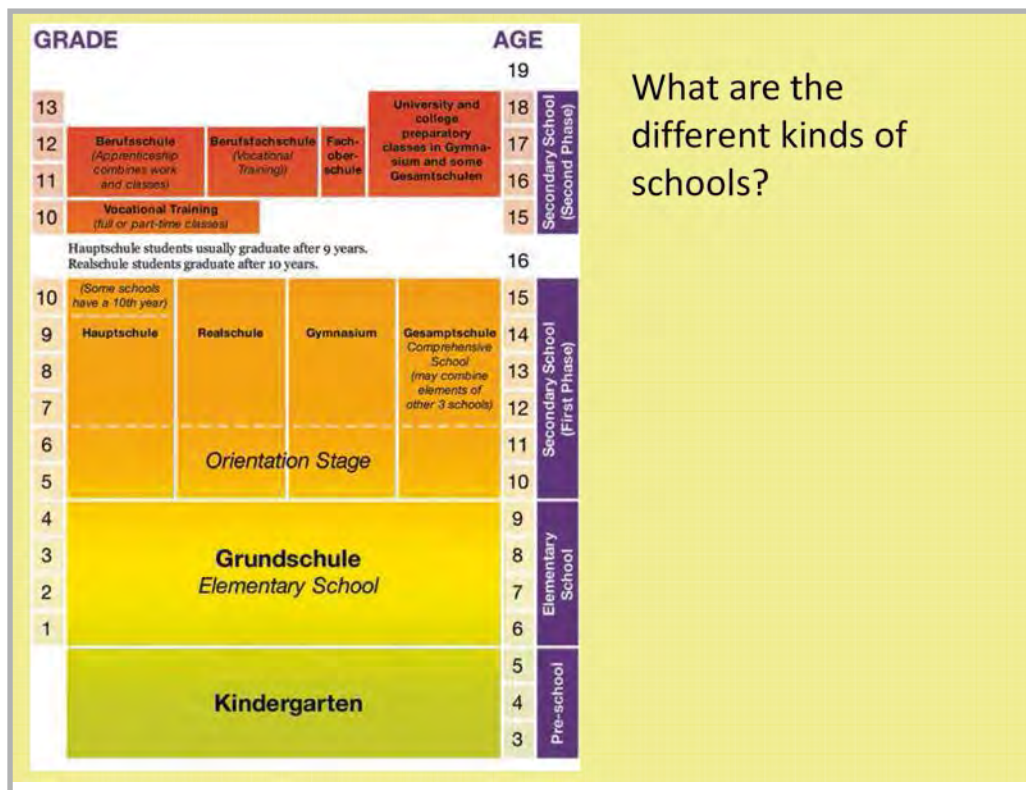 GRADE
AGE
19
13
12
11
10
Berufsschule
(Apprenticeship
combines work
and classes)
Berufsfachschule
(Vocational
Training))
Fach-
ober-
schule
University and
college
preparatory
classes in Gymna-
sium and some
Gesamtschulen
18
17
16
15
Secondary School
(Second Phase)
Vocational Training
(full or part-time classes)
Hauptschule students usually graduate after 9 years.
Realschule students graduate after 10 years.
16
10
9
8
7
6
5
(Some schools
have a 10th year)
Hauptschule
Realschule
Gymnasium
Gesamptschule
Comprehensive
School
(may combine
elements of
other 3 schools)
Orientation Stage
15
14
13
12
11
10
Secondary School
(First Phase)
4
3
2
1
Grundschule
Elementary School
9
8
7
6
Elementary
School
Kindergarten
5
4
3
Pre-school
What are the
different kinds of
schools?